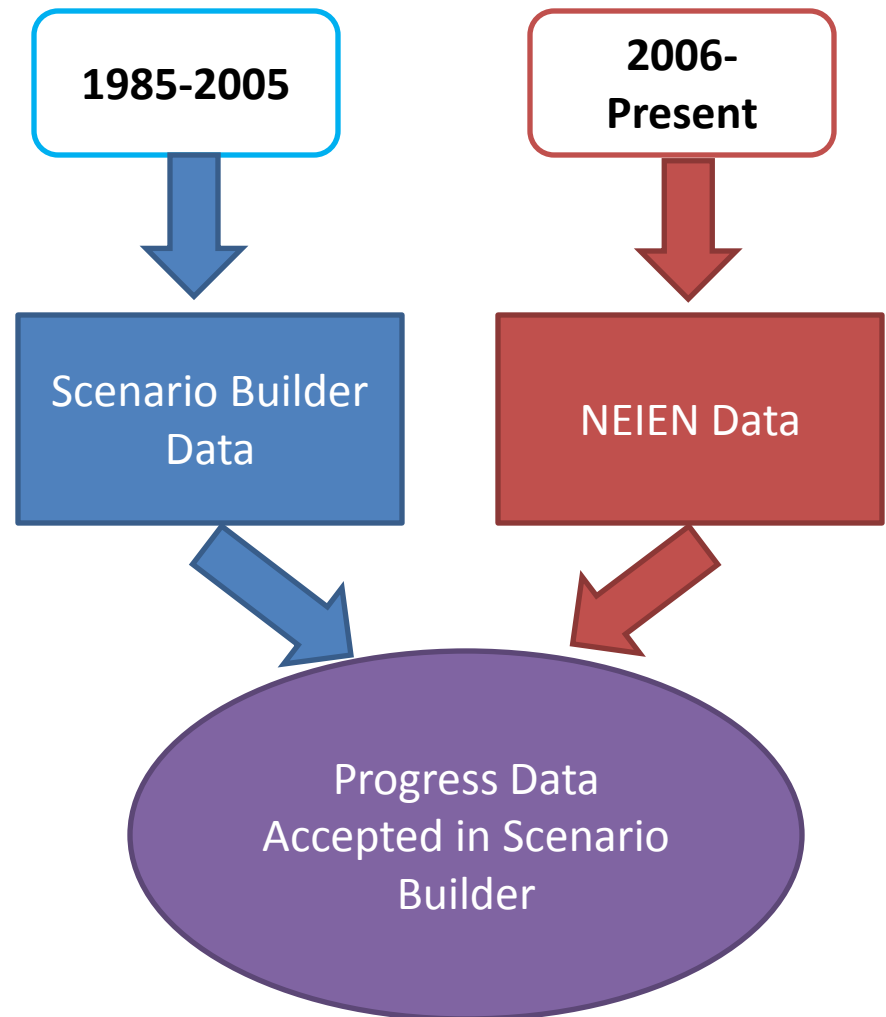 1985-2005
2006-
Present
Scenario Builder
Data
NEIEN Data
Progress Data
Accepted in Scenario
Builder